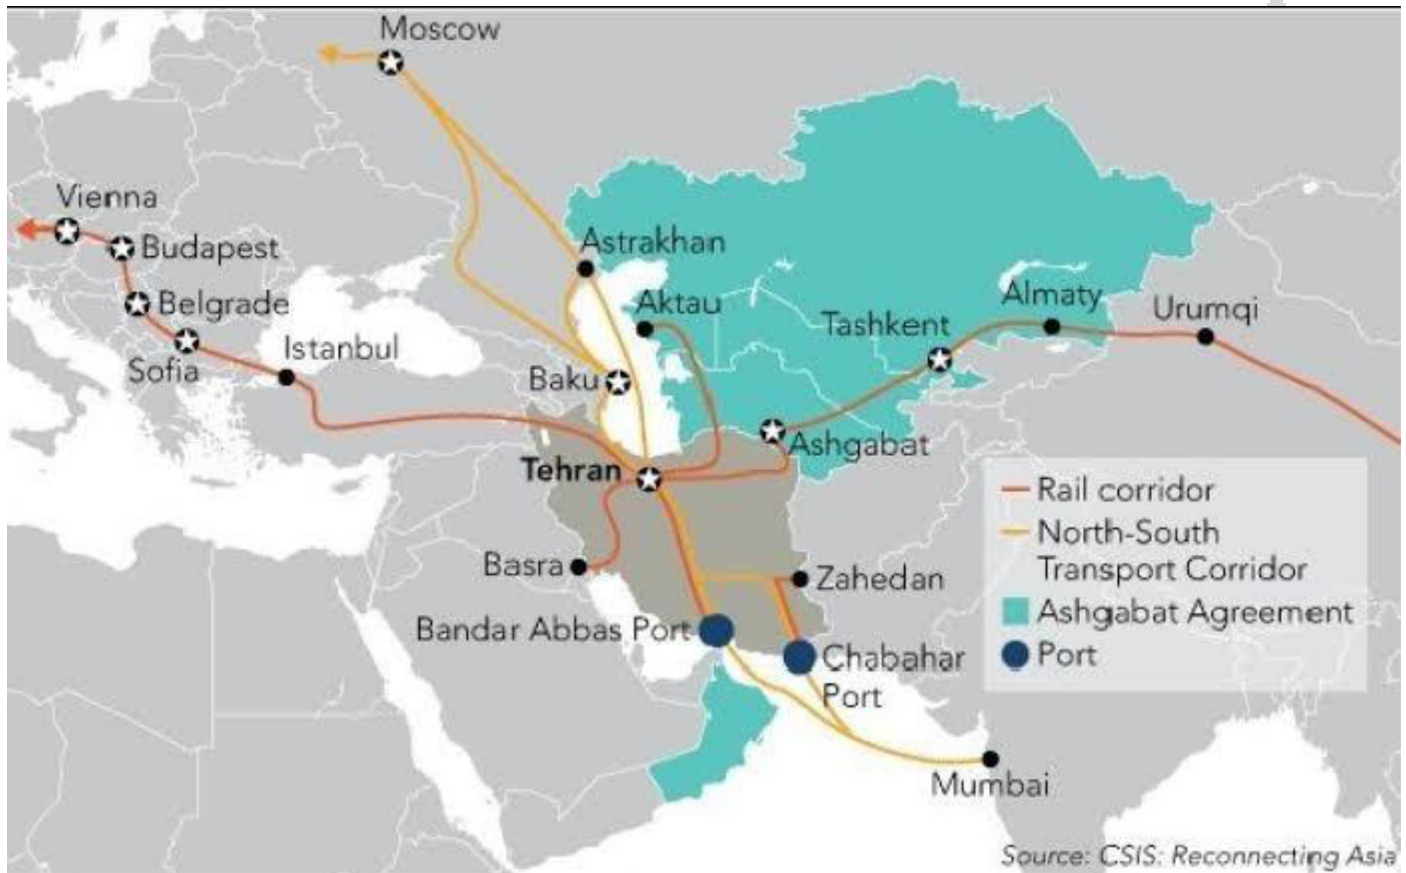 Moscow
Vienna
Budapest
Astrakhan
Belgrade
Aktau
Almaty
Urumqi
Tashkent
Istanbul
Sofia
Baku
Ashgabat
Tehran
Rail corridor
North-South
Transport Corridor
Ashgabat Agreement
Port
Basra
Zahedan
Bandar Abbas Port
Chabahar
Port
Mumbai
Source: CSIS: Reconnecting Asia